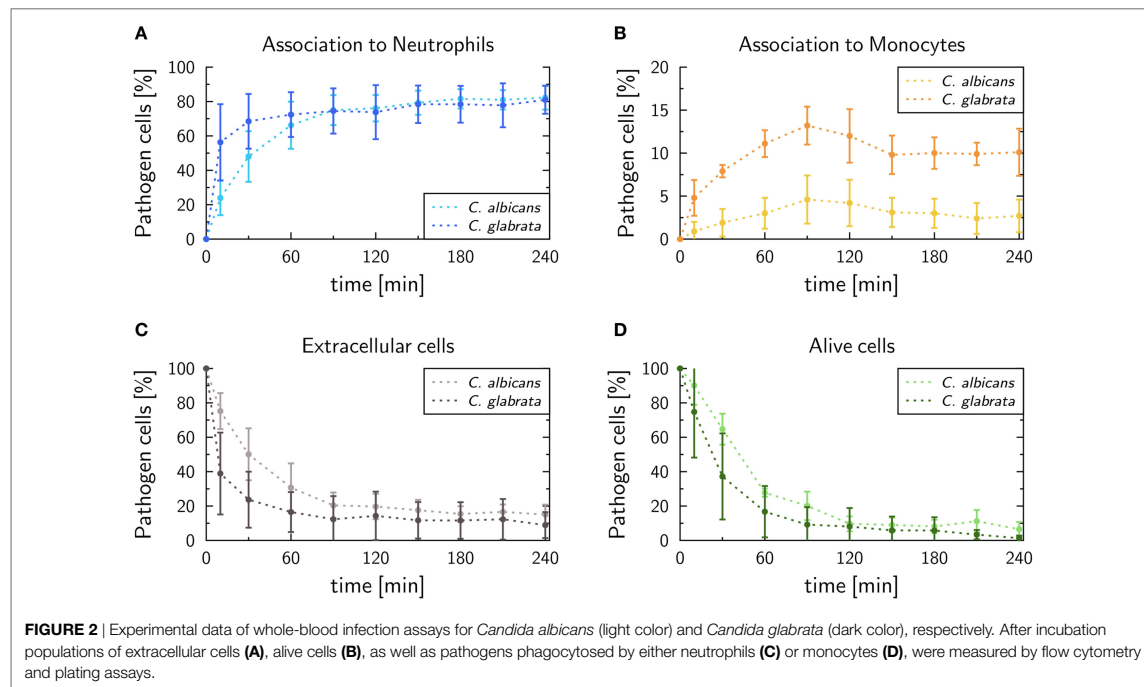 A
Association to Neutrophils
Pathogen cells [%]
100
80
60
40
20
0
C. albicans
C. glabrata
0 60 120 180 240
time [min]
B
Association to Monocytes
Pathogen cells [%]
20
15
10
5
0
C. albicans
C. glabrata
0 60 120 180 240
time [min]
C
Extracellular cells
Pathogen cells [%]
100
80
60
40
20
0
C. albicans
C. glabrata
0 60 120 180 240
time [min]
D
Alive cells
Pathogen cells [%]
100
80
60
40
20
0
C. albicans
C. glabrata
0 60 120 180 240
time [min]
FIGURE 2 | Experimental data of whole-blood infection assays for Candida albicans (light color) and Candida glabrata (dark color), respectively. After incubation
populations of extracellular cells (A), alive cells (B), as well as pathogens phagocytosed by either neutrophils (C) or monocytes (D), were measured by flow cytometry
and plating assays.